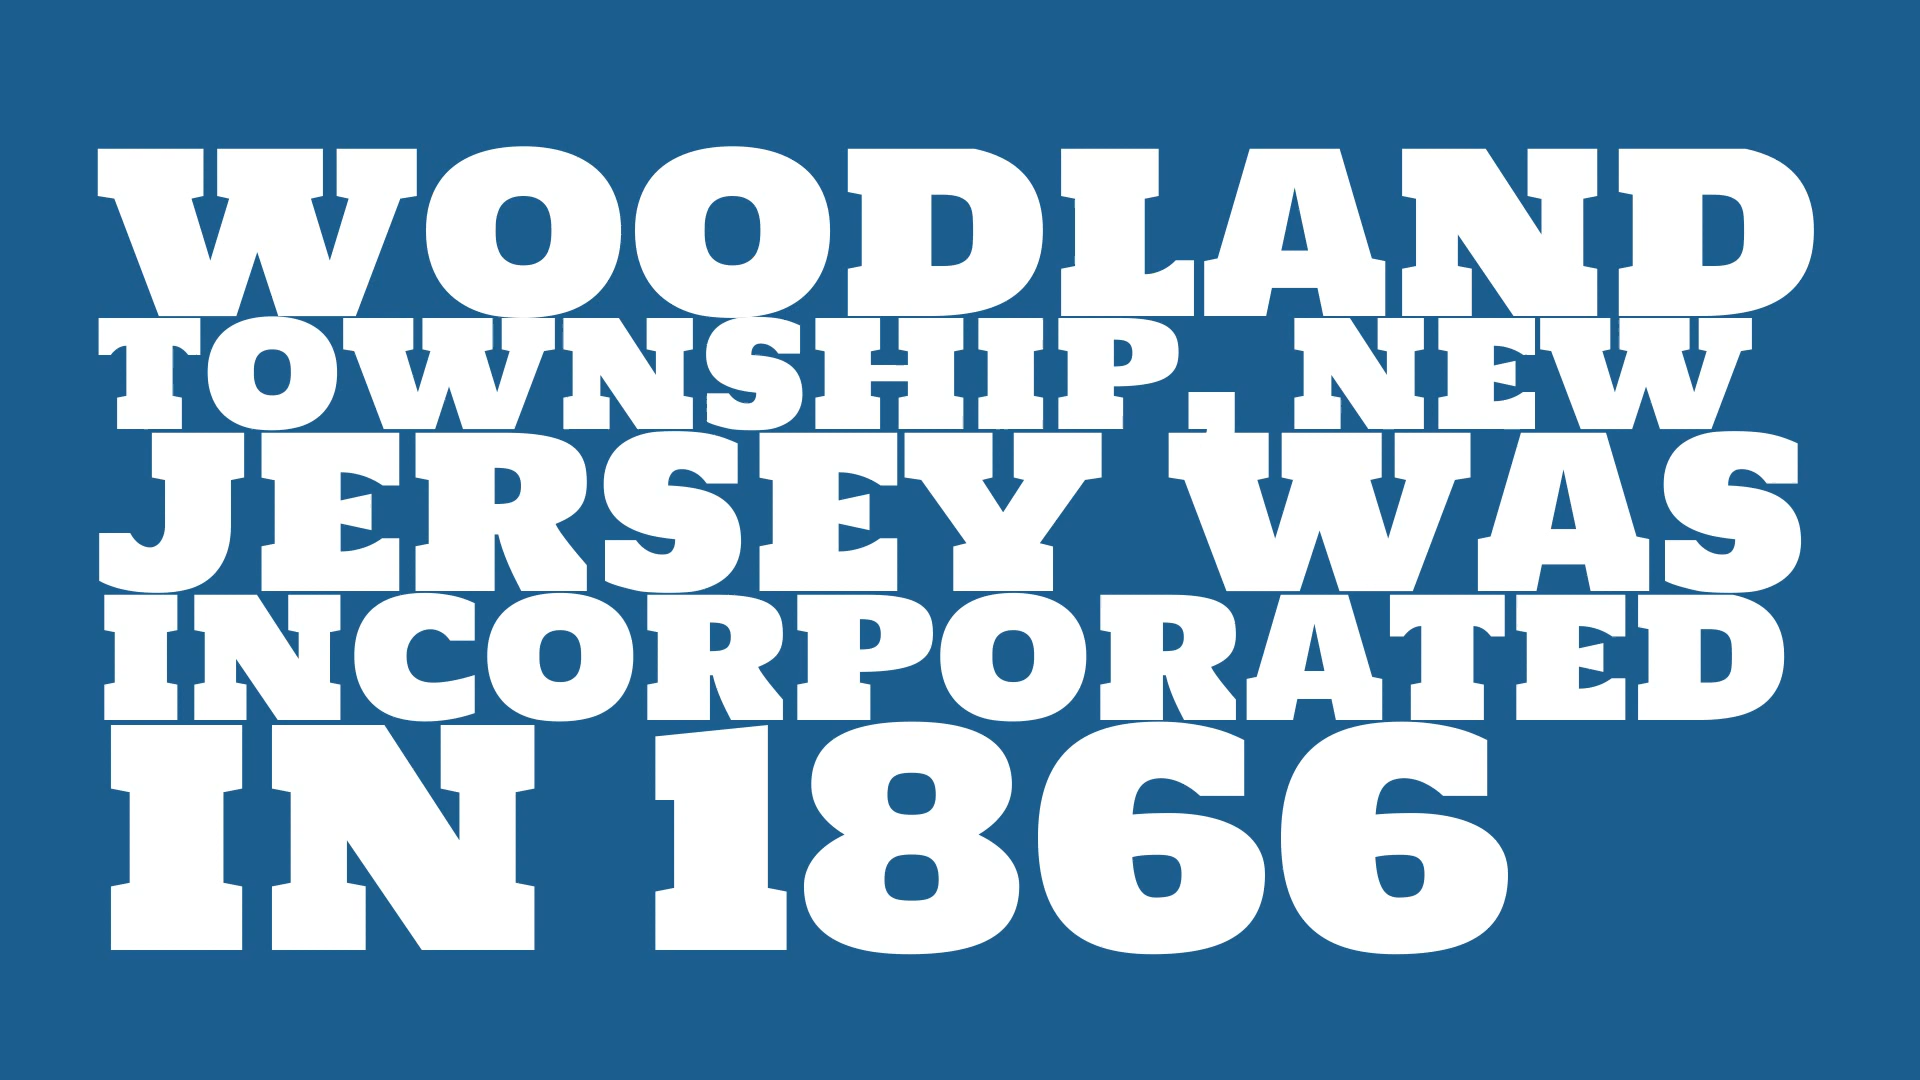 WOODLAND
TOWNSHIP, NEW
JERSEY WAS
INCORPORATED
IN 1866